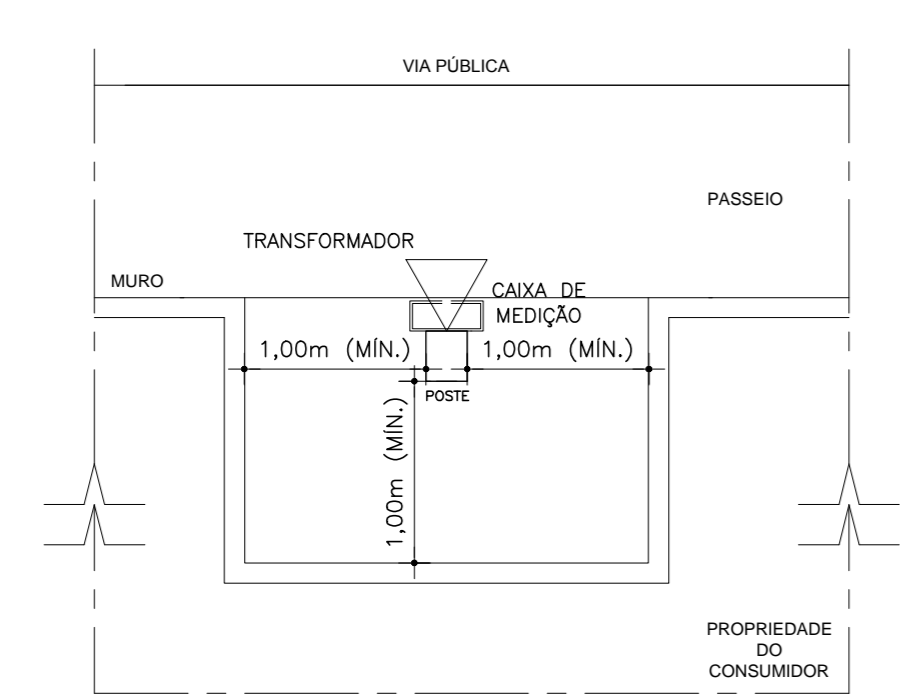 VIA PÚBLICA
PASSEIO
TRANSFORMADOR
MURO
CAIXA DE
MEDIÇÃO
1,00m (MÍN.)
1,00m (MÍN.)
POSTE
1,00m (MÍN.)
PROPRIEDADE
DO
CONSUMIDOR